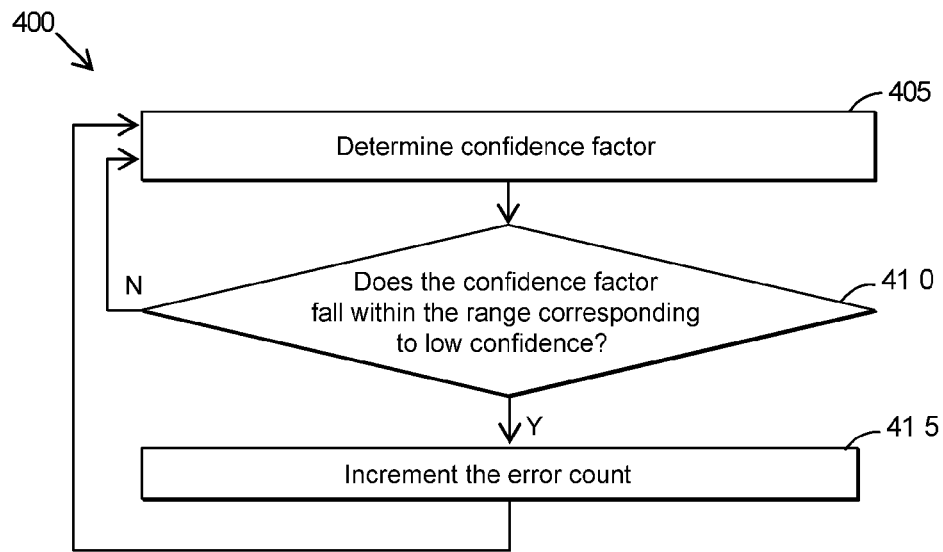 400
405
Determine confidence factor
N
Does the confidence factor
fall within the range corresponding
to low confidence?
41 0
Y
41 5
Increment the error count